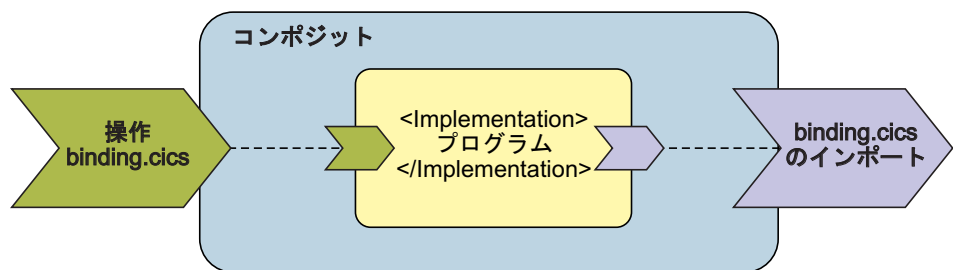 コンポジット
操作
binding.cics
<Implementation>
プログラム
</Implementation>
binding.cics
のインポート